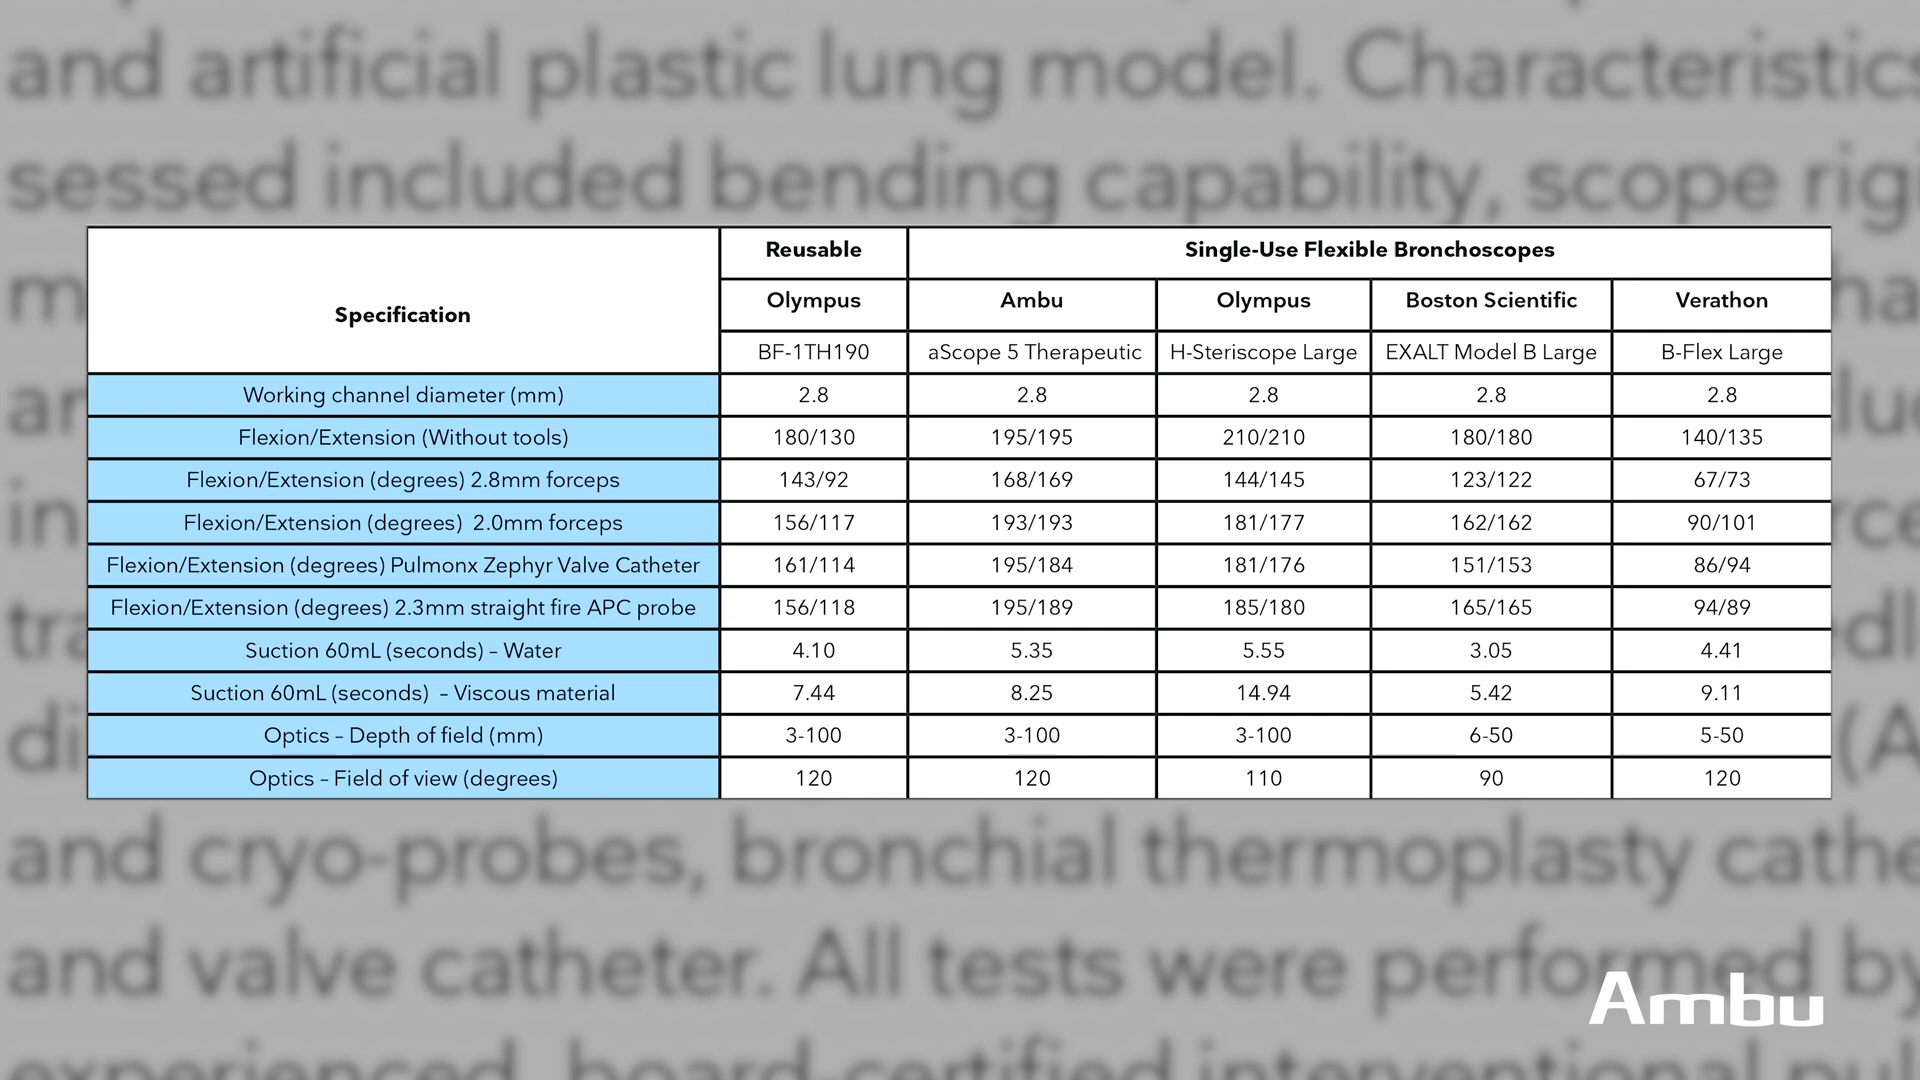 and artificial plastic lung model. Characteristics
sessed included bending capability, scope rigi
Reusable Single-Use Flexible Bronchoscopes
Specification Olympus Ambu Olympus Boston Scientific Verathon
BF-1TH190 aScope 5 Therapeutic H-Steriscope Large EXALT Model B Large B-Flex Large
Working channel diameter (mm) 2.8 2.8 2.8 2.8 2.8
Flexion/Extension (Without tools) 180/130 195/195 210/210 180/180 140/135
Flexion/Extension (degrees) 2.8mm forceps 143/92 168/169 144/145 123/122 67/73
Flexion/Extension (degrees) 2.0mm forceps 156/117 193/193 181/177 162/162 90/101
Flexion/Extension (degrees) Pulmonx Zephyr Valve Catheter 161/114 195/184 181/176 151/153 86/94
Flexion/Extension (degrees) 2.3mm straight fire APC probe 156/118 195/189 185/180 165/165 94/89
Suction 60mL (seconds) – Water 4.10 5.35 5.55 3.05 4.41
Suction 60mL (seconds) – Viscous material 7.44 8.25 14.94 5.42 9.11
Optics – Depth of field (mm) 3-100 3-100 3-100 6-50 5-50
Optics – Field of view (degrees) 120 120 110 90 120
and cryo-probes, bronchial thermoplasty cathe
and valve catheter. All tests were performed by
experienced, board-certified interventional pul
Ambu